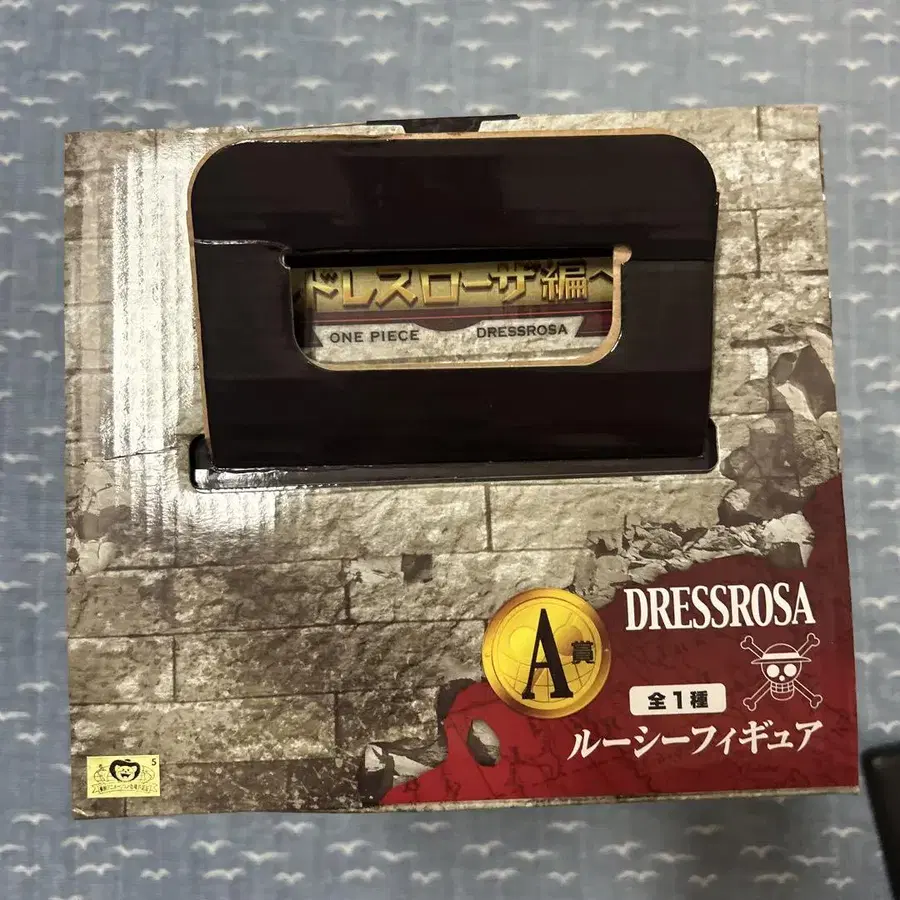 ドレスローザ編へ
ONE PIECE DRESSROSA
DRESSROSA
A賞
全1種
ルーシーフィギュア
5